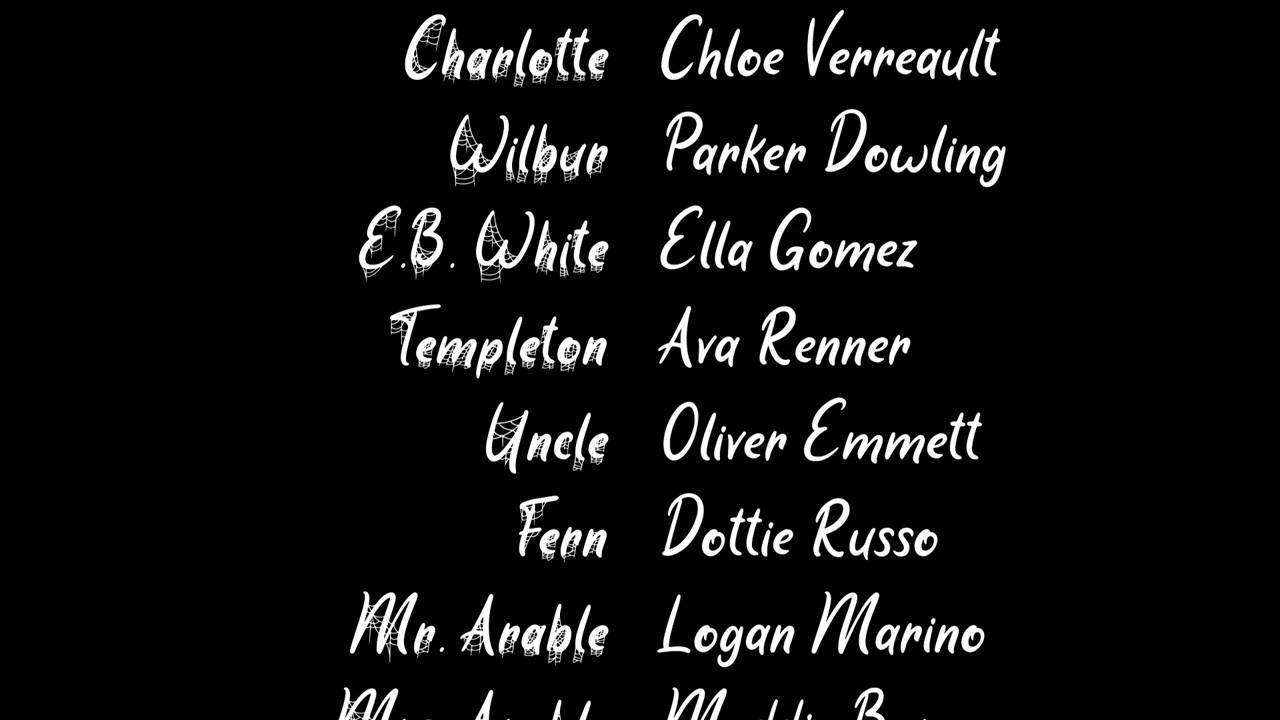 Charlotte Chloe Verreault
Wilbur Parker Dowling
E.B. White Ella Gomez
Templeton Ava Renner
Uncle Oliver Emmett
Fern Dottie Russo
Mr. Arable Logan Marino